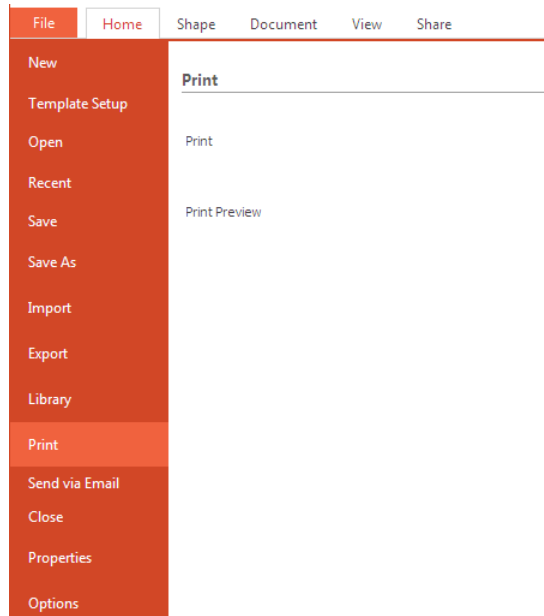 File Home Shape Document View Share
New
Template Setup
Open
Recent
Save
Save As
Import
Export
Library
Print
Send via Email
Close
Properties
Options
Print
Print
Print Preview